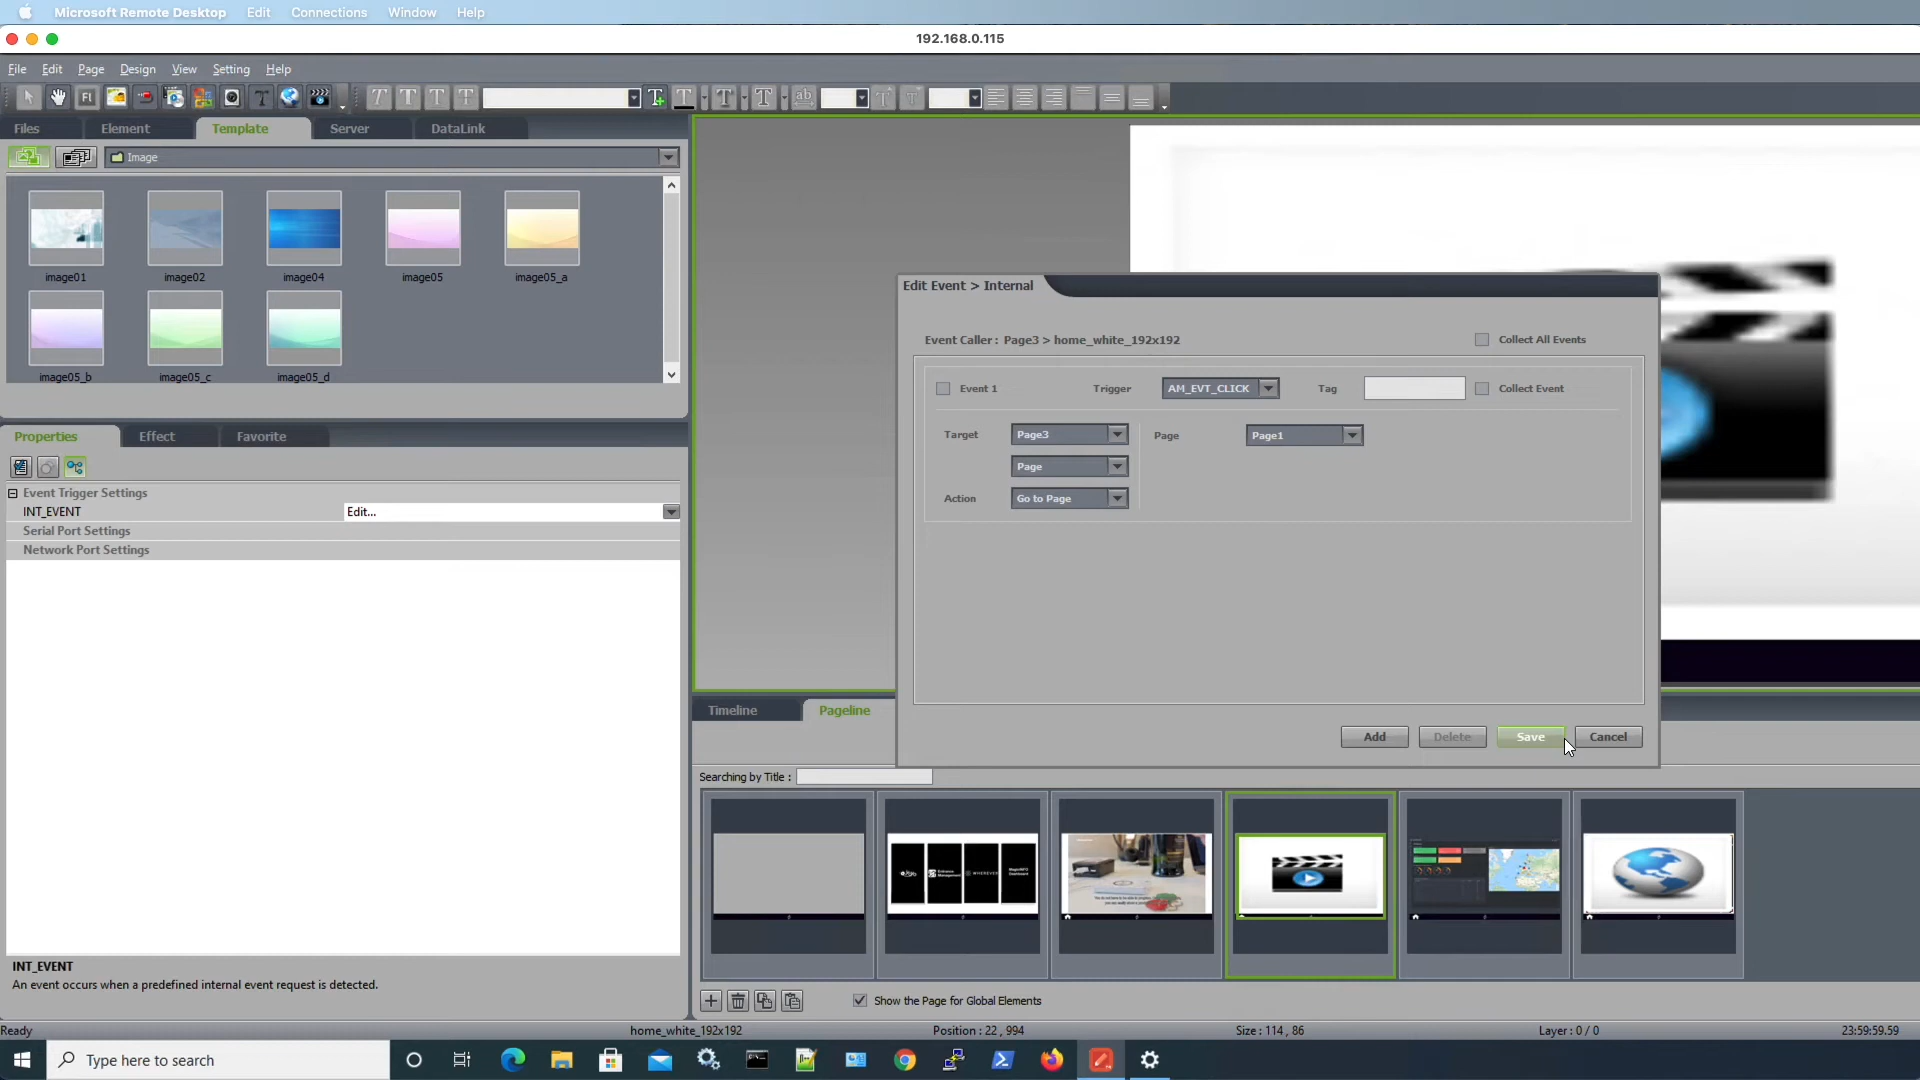 Microsoft Remote Desktop Edit Connections Window Help
192.168.0.115
File Edit Page Design View Setting Help
Files Element Template Server DataLink
Image
image01 image02 image04 image05 image05_a
image05_b image05_c image05_d
Properties Effect Favorite
Event Trigger Settings
INT_EVENT Edit...
Serial Port Settings
Network Port Settings
INT_EVENT
An event occurs when a predefined internal event request is detected.
Edit Event > Internal
Event Caller : Page3 > home_white_192x192 Collect All Events
Event 1 Trigger AM_EVT_CLICK Tag Collect Event
Target Page3 Page Page1
Page
Action Go to Page
Add Delete Save Cancel
Timeline Pageline
Searching by Title :
Entrance
Management
WHEREVER
MagicINFO
Dashboard
Show the Page for Global Elements
Ready home_white_192x192 Position : 22 , 994 Size : 114 , 86 Layer : 0 / 0 23:59:59.59
Type here to search